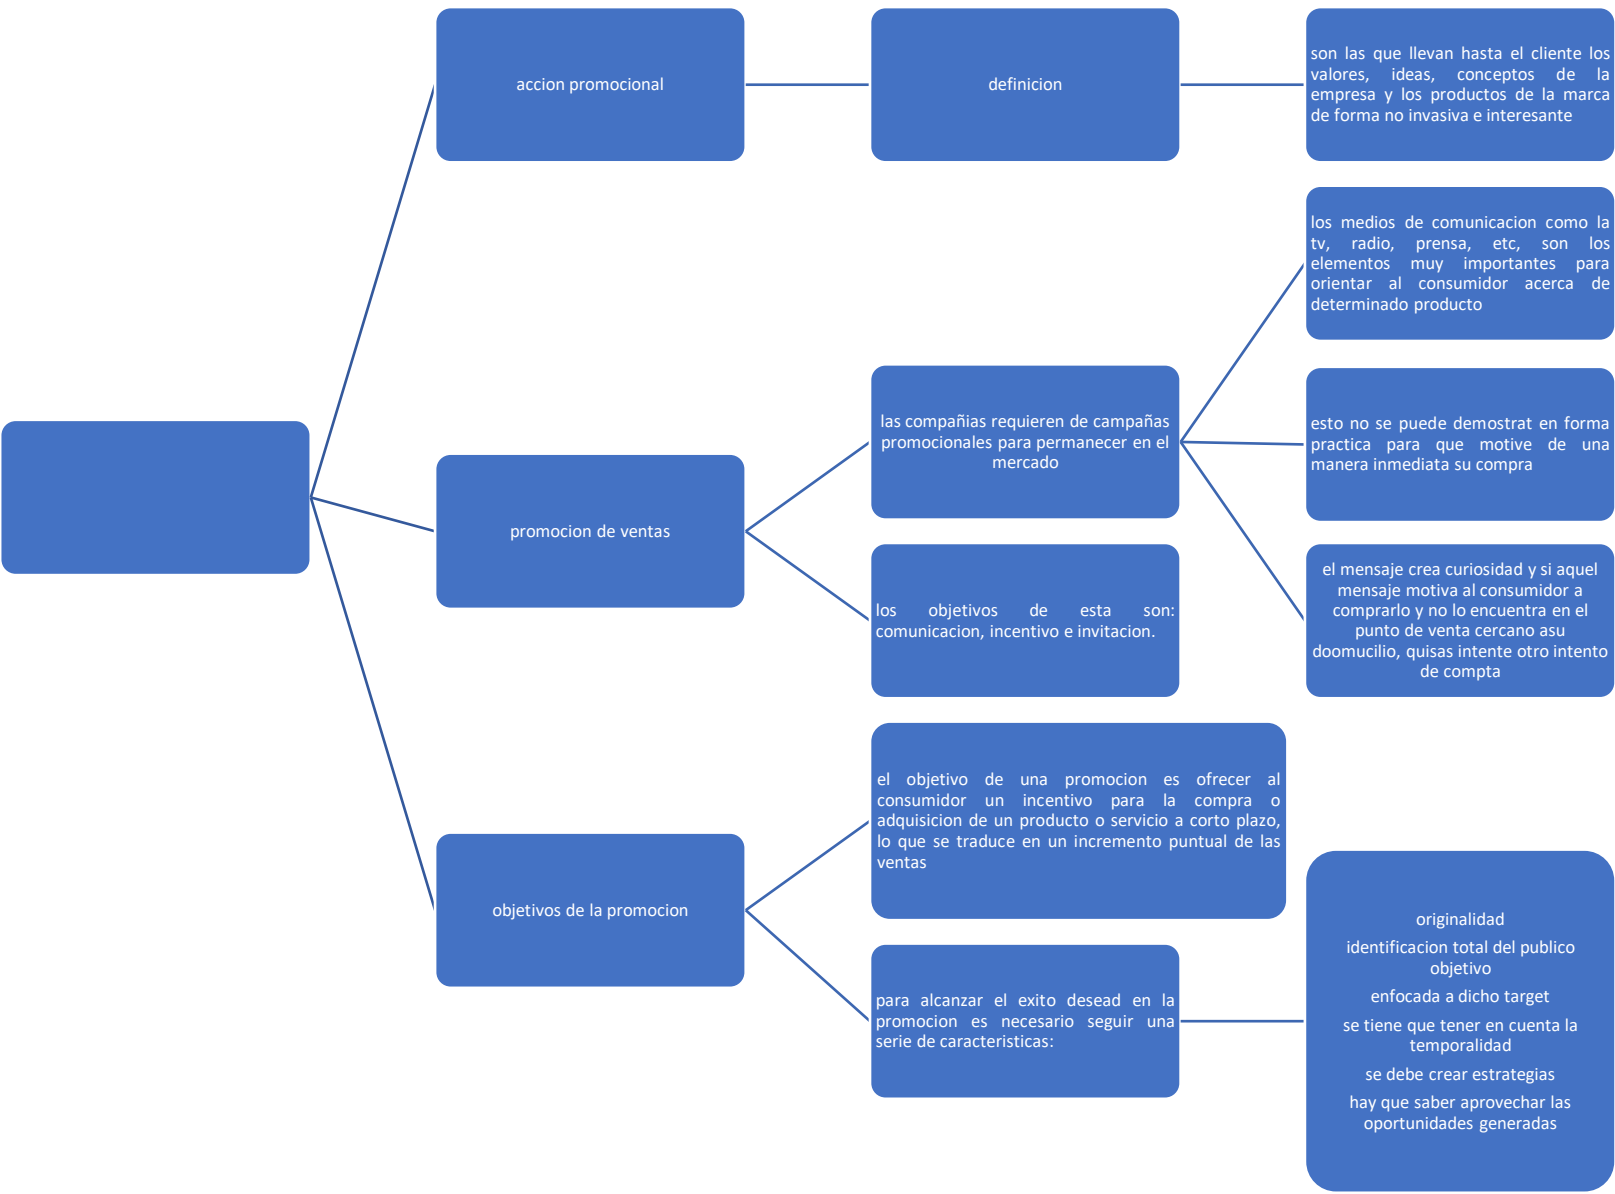 accion promocional
definicion
son las que llevan hasta el cliente los
valores, ideas, conceptos de la
empresa y los productos de la marca
de forma no invasiva e interesante
promocion de ventas
las compañias requieren de campañas
promocionales para permanecer en el
mercado
los medios de comunicacion como la
tv, radio, prensa, etc, son los
elementos muy importantes para
orientar al consumidor acerca de
determinado producto
esto no se puede demostrat en forma
practica para que motive de una
manera inmediata su compra
el mensaje crea curiosidad y si aquel
mensaje motiva al consumidor a
comprarlo y no lo encuentra en el
punto de venta cercano asu
doomucilio, quisas intente otro intento
de compta
los objetivos de esta son:
comunicacion, incentivo e invitacion.
objetivos de la promocion
el objetivo de una promocion es ofrecer al
consumidor un incentivo para la compra o
adquisicion de un producto o servicio a corto plazo,
lo que se traduce en un incremento puntual de las
ventas
para alcanzar el exito desead en la
promocion es necesario seguir una
serie de caracteristicas:
originalidad
identificacion total del publico
objetivo
enfocada a dicho target
se tiene que tener en cuenta la
temporalidad
se debe crear estrategias
hay que saber aprovechar las
oportunidades generadas